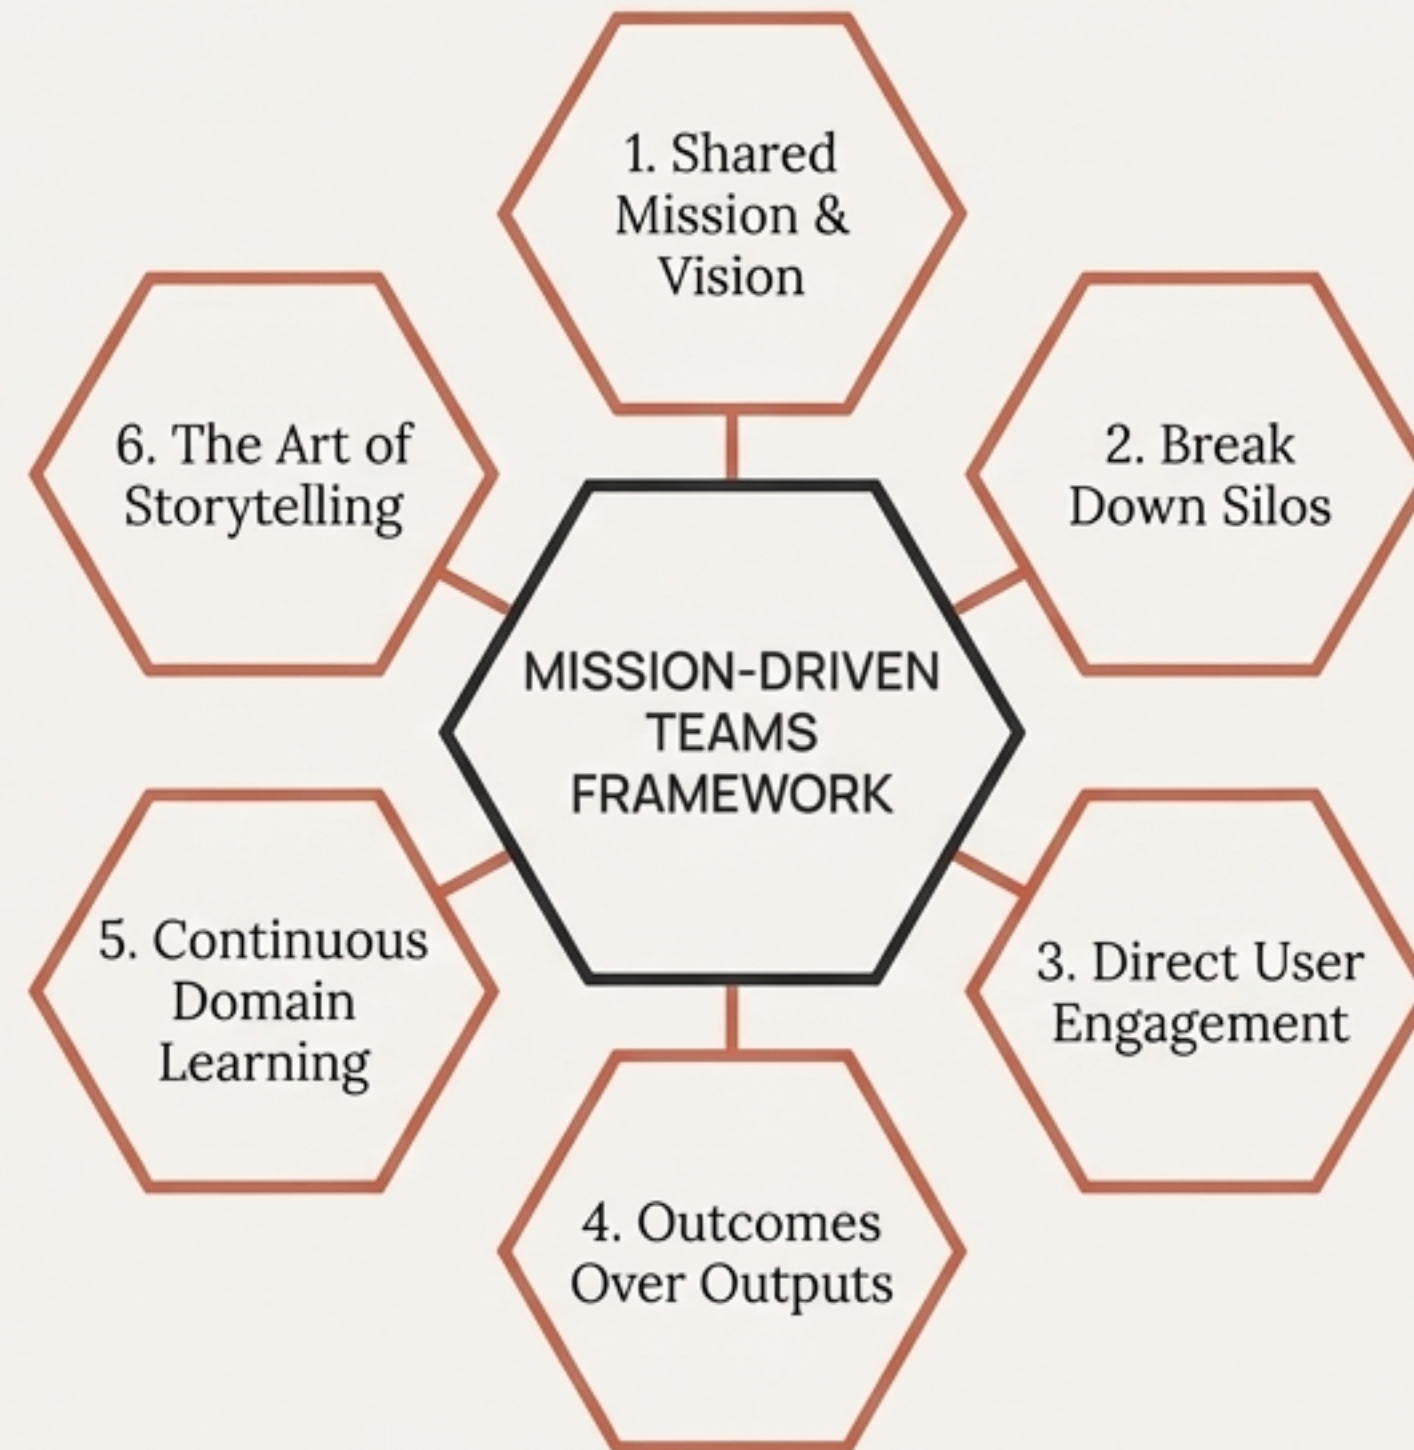 1. Shared
Mission &
Vision
2. Break
Down Silos
3. Direct User
Engagement
4. Outcomes
Over Outputs
5. Continuous
Domain
Learning
6. The Art of
Storytelling
MISSION-DRIVEN
TEAMS
FRAMEWORK